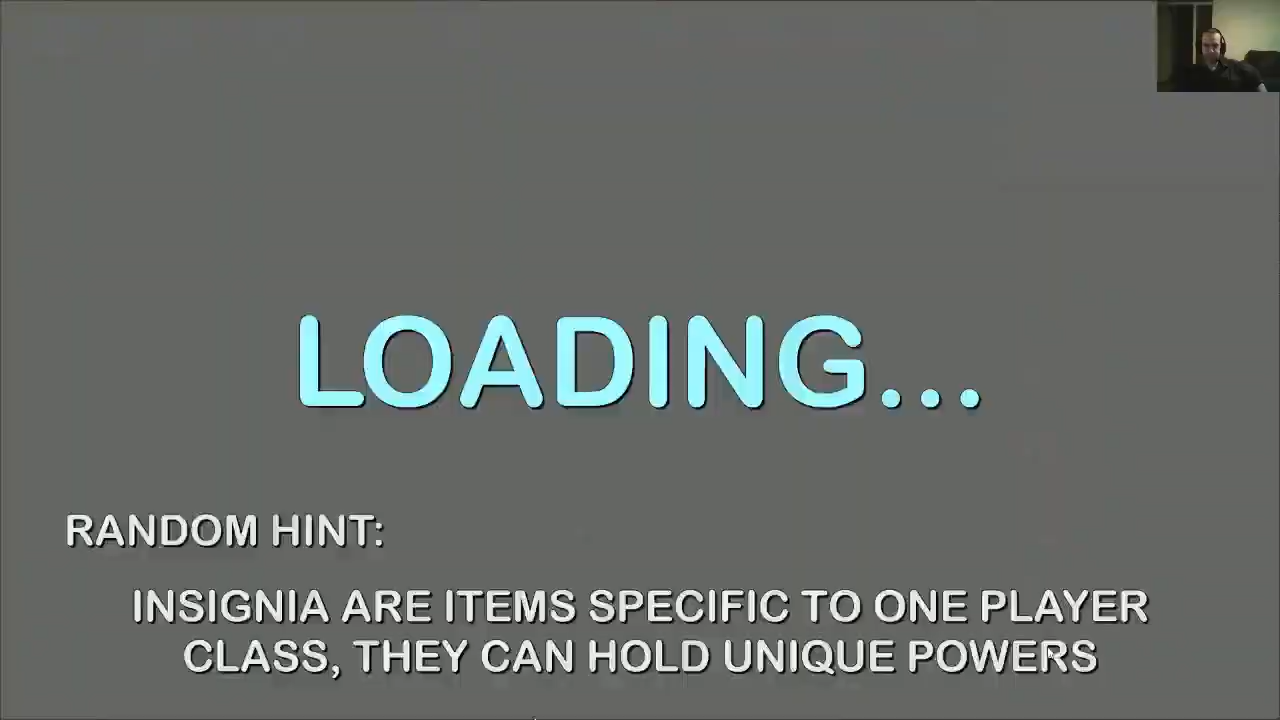 LOADING...
RANDOM HINT:
INSIGNIA ARE ITEMS SPECIFIC TO ONE PLAYER
CLASS, THEY CAN HOLD UNIQUE POWERS